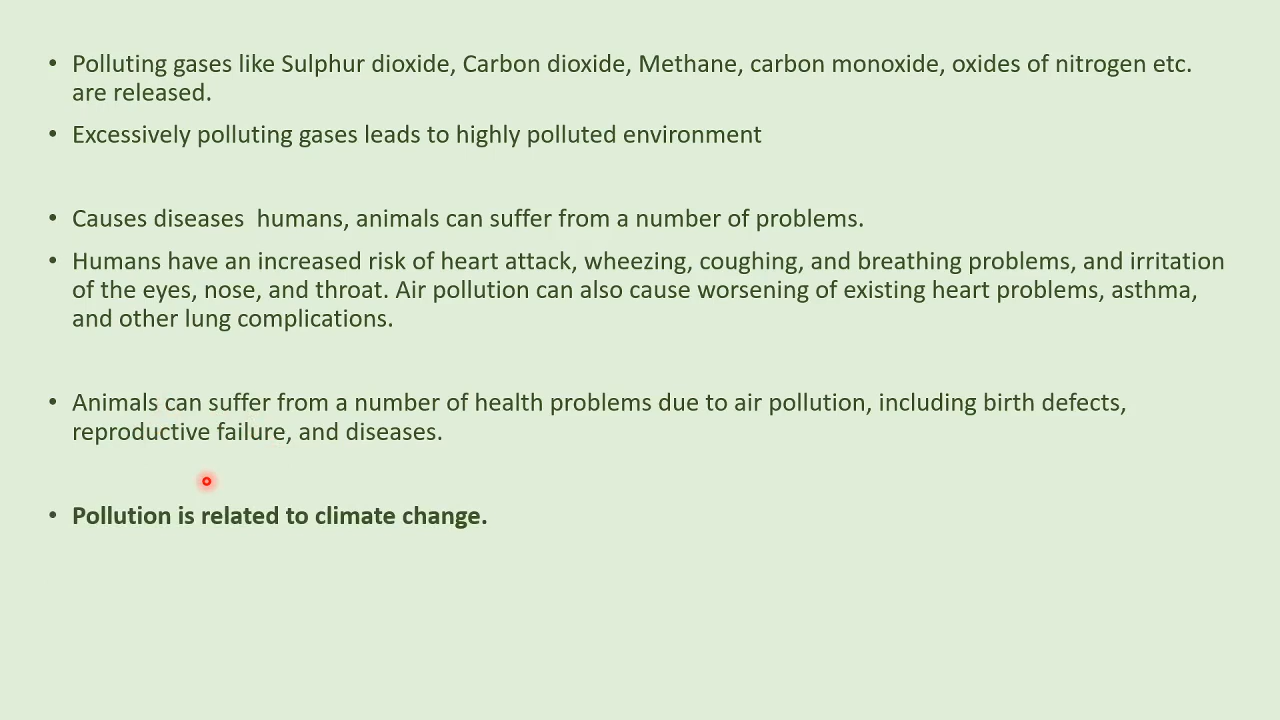 • Polluting gases like Sulphur dioxide, Carbon dioxide, Methane, carbon monoxide, oxides of nitrogen etc.
are released.
• Excessively polluting gases leads to highly polluted environment
• Causes diseases  humans, animals can suffer from a number of problems.
• Humans have an increased risk of heart attack, wheezing, coughing, and breathing problems, and irritation
of the eyes, nose, and throat. Air pollution can also cause worsening of existing heart problems, asthma,
and other lung complications.
• Animals can suffer from a number of health problems due to air pollution, including birth defects,
reproductive failure, and diseases.
• Pollution is related to climate change.